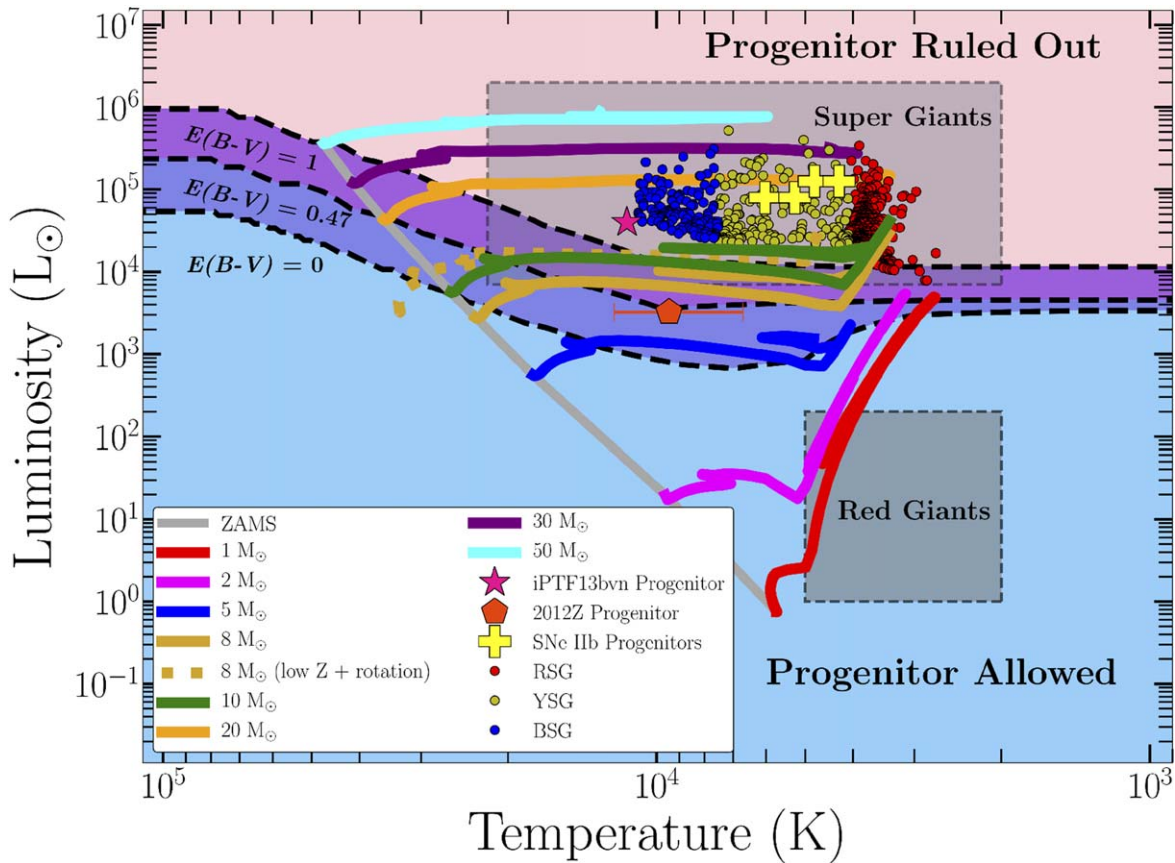 Progenitor Ruled Out
Super Giants
E(B-V) = 1
E(B-V) = 0.47
E(B-V) = 0
Red Giants
Progenitor Allowed
ZAMS
1 M⊙
2 M⊙
5 M⊙
8 M⊙
8 M⊙ (low Z + rotation)
10 M⊙
20 M⊙
30 M⊙
50 M⊙
iPTF13bvn Progenitor
2012Z Progenitor
SNe IIb Progenitors
RSG
YSG
BSG
Luminosity (L⊙)
10⁷
10⁶
10⁵
10⁴
10³
10²
10¹
10⁰
10⁻¹
10⁵
10⁴
10³
Temperature (K)